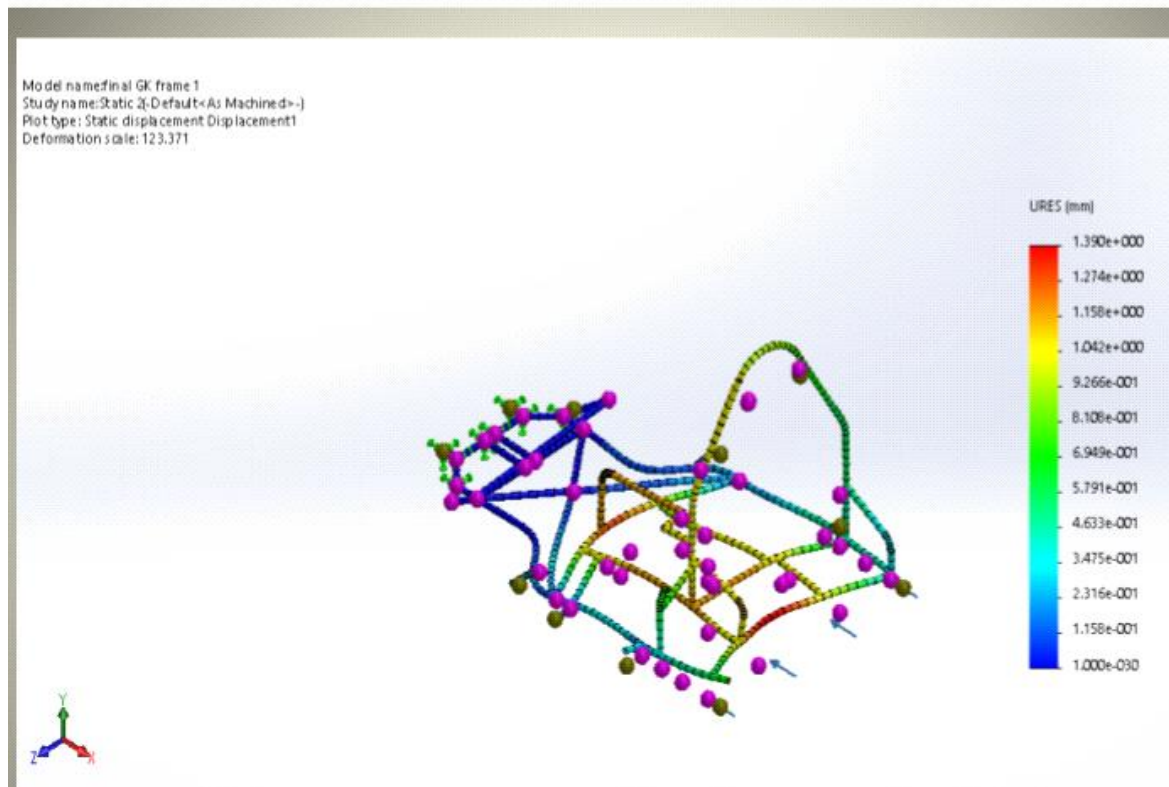 Model name:final GK frame 1
Study name:Static 2(-Default<As Machined>-)
Plot type: Static displacement Displacement1
Deformation scale: 123.371
URES (mm)
1.390e+000
1.274e+000
1.158e+000
1.042e+000
9.266e-001
8.108e-001
6.949e-001
5.791e-001
4.633e-001
3.475e-001
2.316e-001
1.158e-001
1.000e-030
Y
Z
X